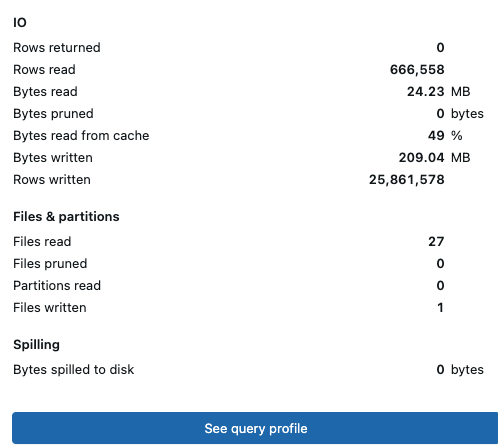 IO
Rows returned 0
Rows read 666,558
Bytes read 24.23 MB
Bytes pruned 0 bytes
Bytes read from cache 49 %
Bytes written 209.04 MB
Rows written 25,861,578
Files & partitions
Files read 27
Files pruned 0
Partitions read 0
Files written 1
Spilling
Bytes spilled to disk 0 bytes
See query profile